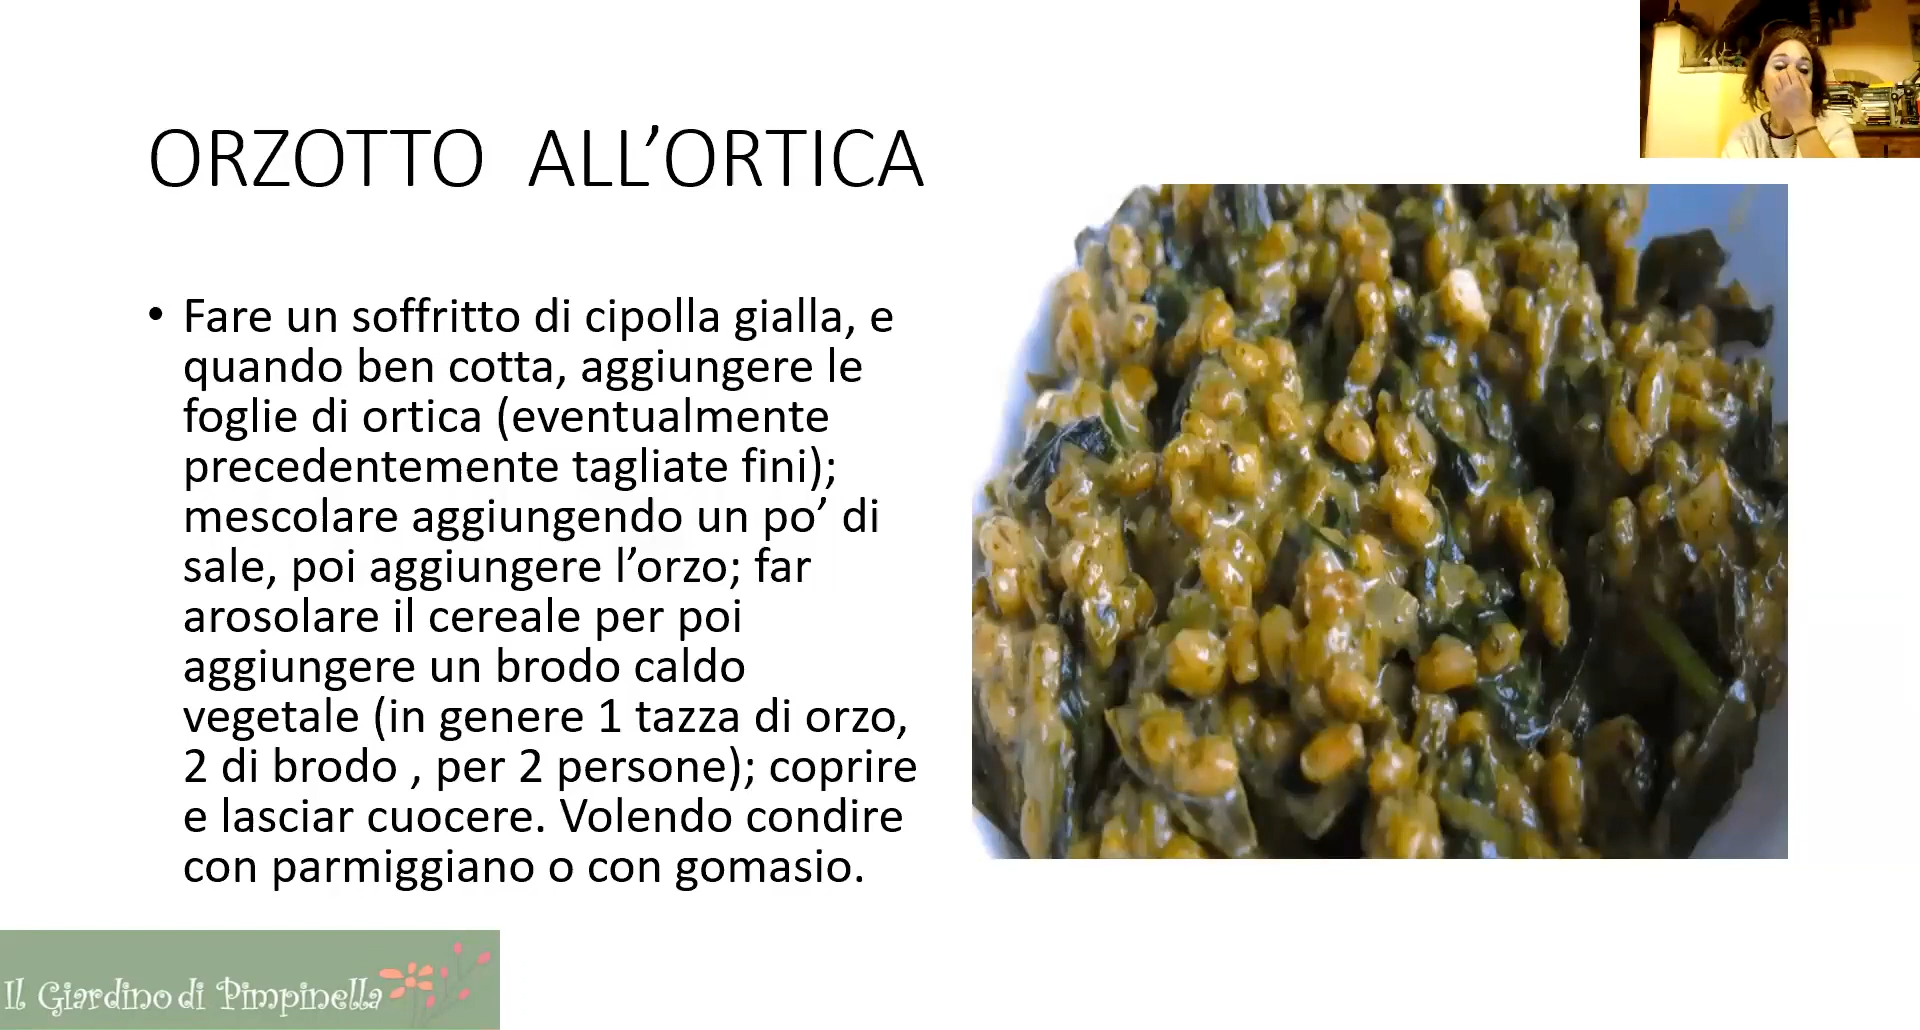 ORZOTTO ALL’ORTICA
• Fare un soffritto di cipolla gialla, e
quando ben cotta, aggiungere le
foglie di ortica (eventualmente
precedentemente tagliate fini);
mescolare aggiungendo un po’ di
sale, poi aggiungere l’orzo; far
arosolare il cereale per poi
aggiungere un brodo caldo
vegetale (in genere 1 tazza di orzo,
2 di brodo , per 2 persone); coprire
e lasciar cuocere. Volendo condire
con parmiggiano o con gomasio.
Il Giardino di Pimpinella